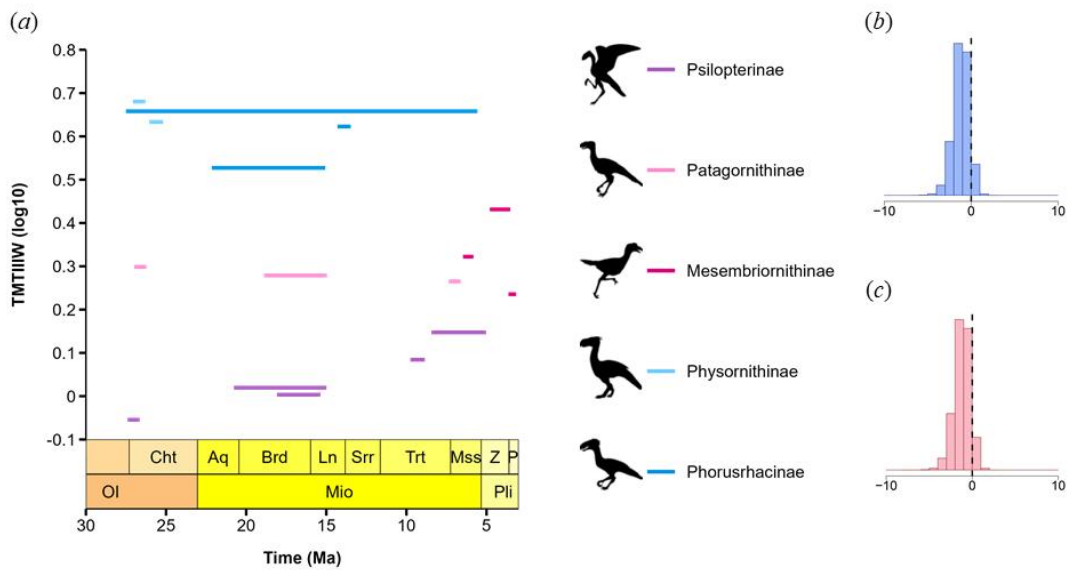 (a)
0.8
0.7
0.6
0.5
0.4
0.3
0.2
0.1
0
-0.1
TMTIIIW (log10)
Cht Aq Brd Ln Srr Trt Mss Z P
Ol Mio Pli
30 25 20 15 10 5
Time (Ma)
Psilopterinae
Patagornithinae
Mesembriornithinae
Physornithinae
Phorusrhacinae
(b)
−10 0 10
(c)
−10 0 10